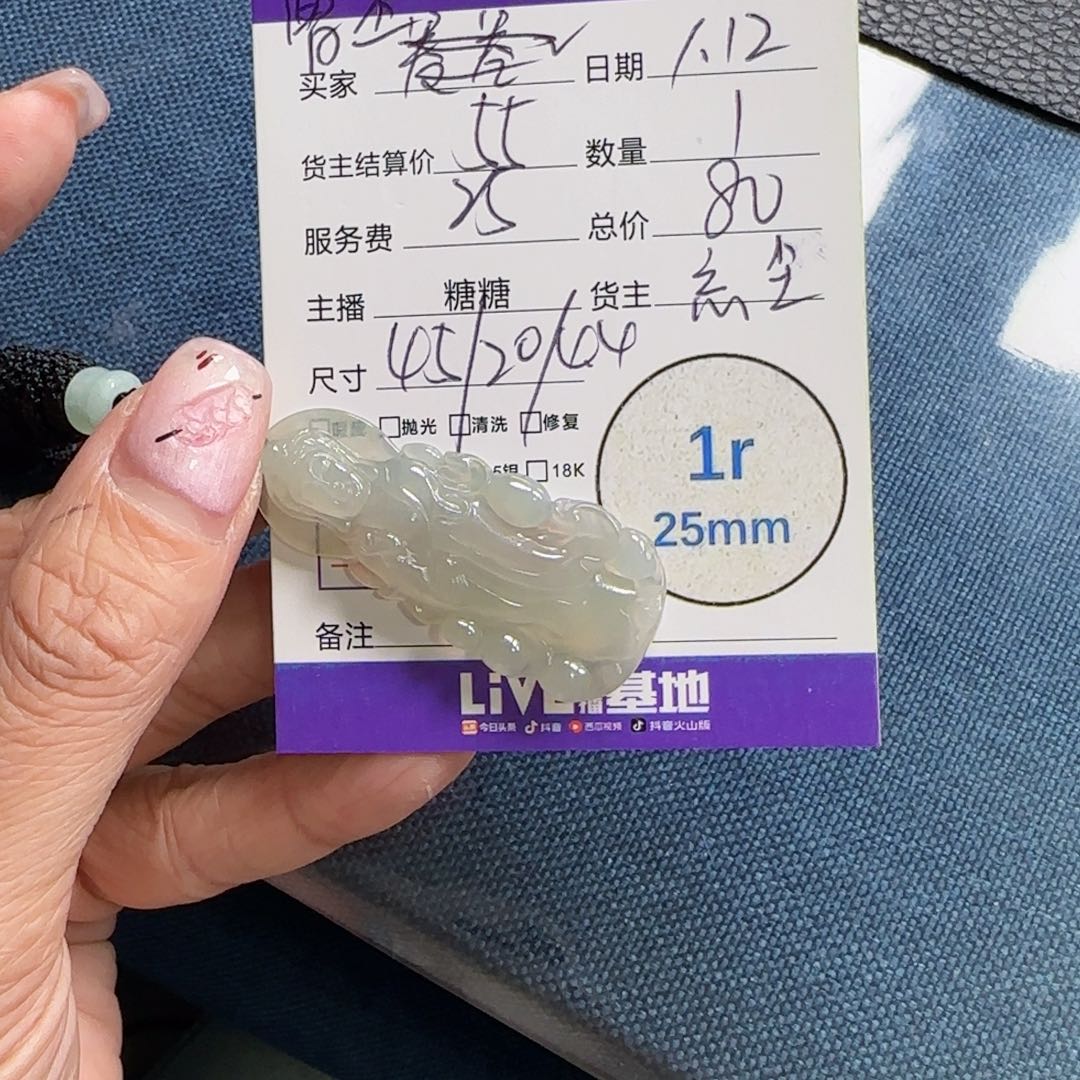 买家 日期 1.12
货主结算价 55 数量 1
服务费 25 总价 80
主播 糖糖 货主 尘
尺寸 45/20/
抛光 清洗 修复
18K
1r
25mm
备注
LiVE 播基地
今日头条 抖音 西瓜视频 抖音火山版